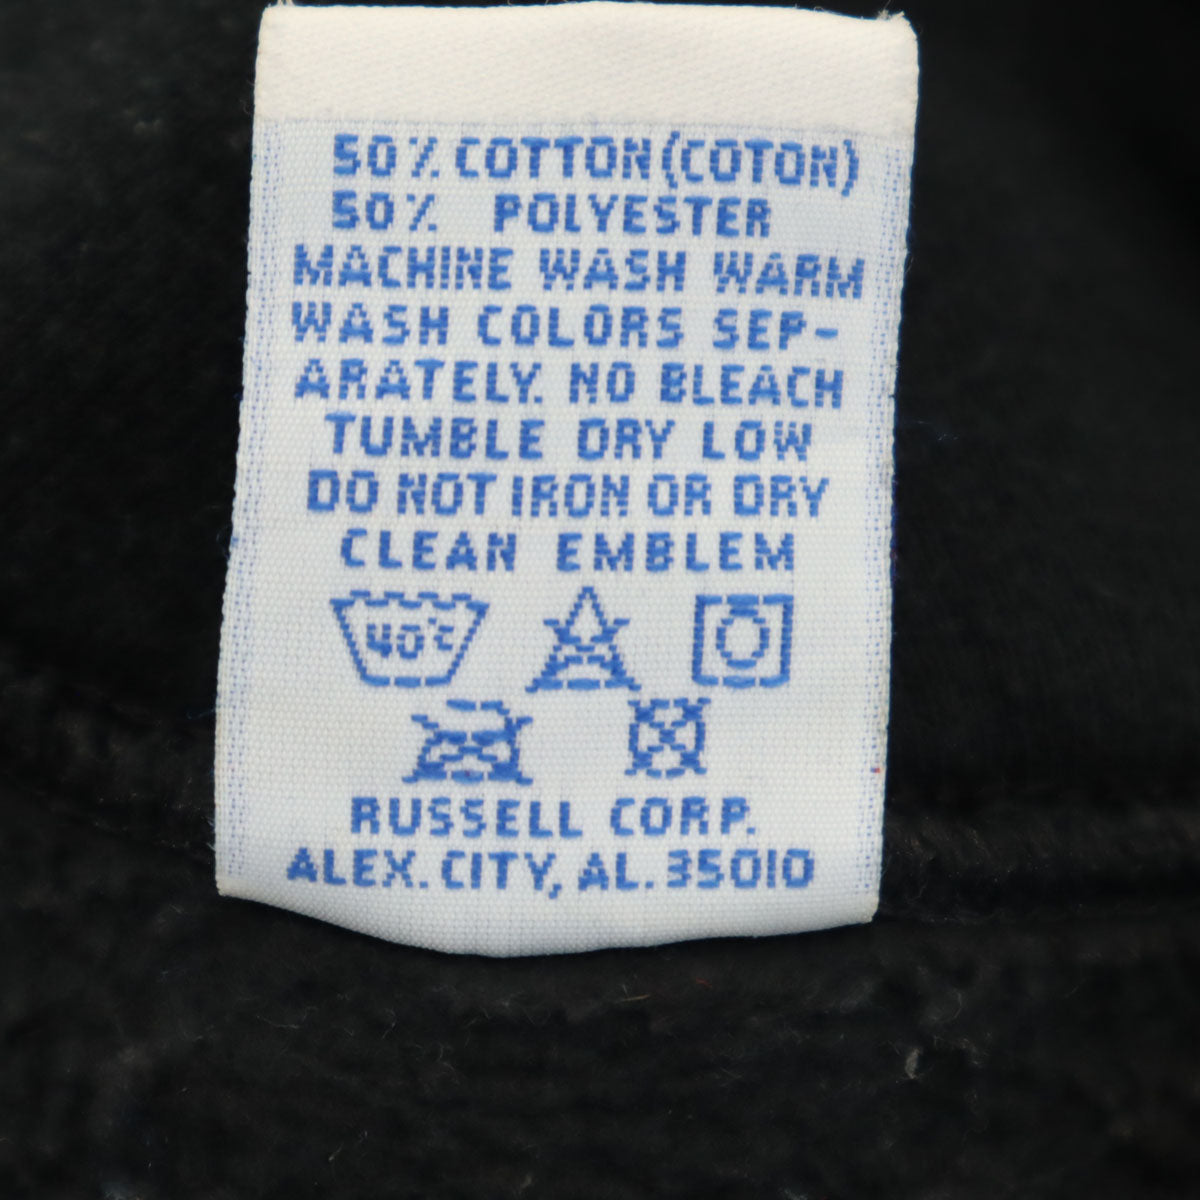 50% COTTON(COTON)
50% POLYESTER
MACHINE WASH WARM
WASH COLORS SEP-
ARATELY. NO BLEACH
TUMBLE DRY LOW
DO NOT IRON OR DRY
CLEAN EMBLEM
40°C
RUSSELL CORP.
ALEX. CITY, AL. 35010